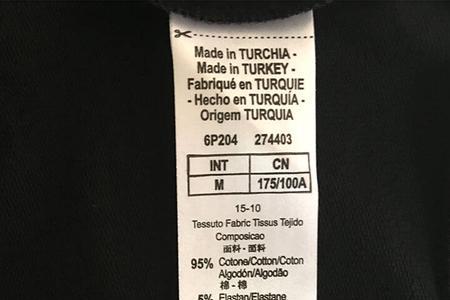 Made in TURCHIA -
Made in TURKEY -
Fabriqué en TURQUIE
- Hecho en TURQUÍA -
Origem TURQUIA
6P204 274403
INT CN
M 175/100A
15-10
Tessuto Fabric Tissus Tejido
Composicao
面料 - 面料
95% Cotone/Cotton/Coton
Algodón/Algodão
棉 - 棉
5% Elastan/Elastane